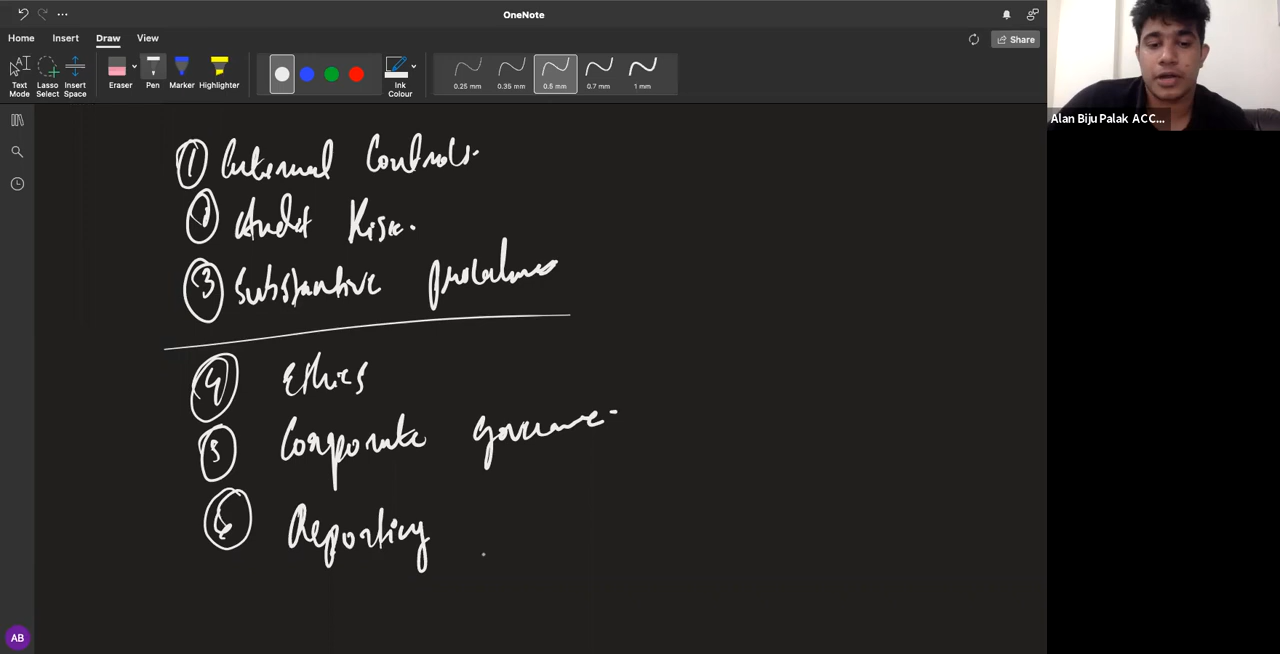 OneNote
Home Insert Draw View
Share
Text Mode Lasso Select Insert Space Eraser Pen Marker Highlighter Ink Colour 0.25 mm 0.35 mm 0.5 mm 0.7 mm 1 mm
Alan Biju Palak ACC...
① Internal Controls.
② Audit Risk.
③ Substantive procedures
④ Ethics
⑤ Corporate governance.
⑥ Reporting
AB